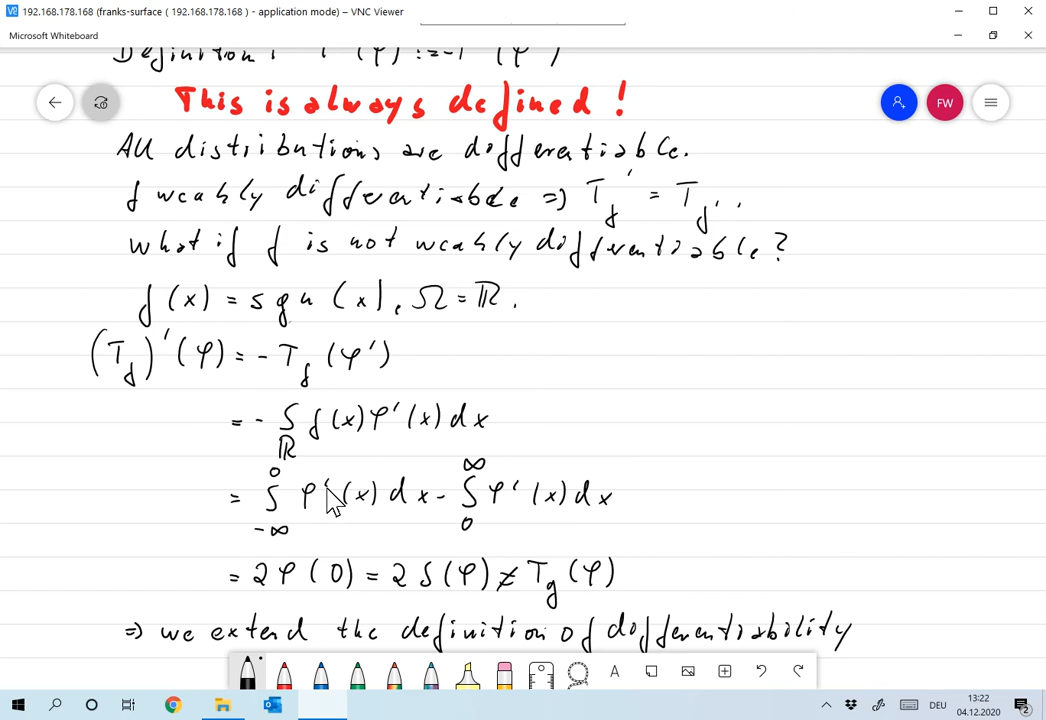 192.168.178.168 (franks-surface ( 192.168.178.168 ) - application mode) – VNC Viewer
Microsoft Whiteboard
Definition: T'(φ) := -T(φ')
This is always defined!
FW
All distributions are differentiable.
f weakly differentiable => T_f' = T_f'.
What if f is not weakly differentiable?
f(x) = sgn(x), Ω = ℝ.
(T_f)'(φ) = - T_f(φ')
= - ∫_ℝ f(x) φ'(x) dx
= ∫_{-∞}^0 φ'(x) dx - ∫_0^∞ φ'(x) dx
= 2φ(0) = 2δ(φ) ≠ T_g(φ)
=> we extend the definition of differentiability
A
DEU
13:22
04.12.2020
2